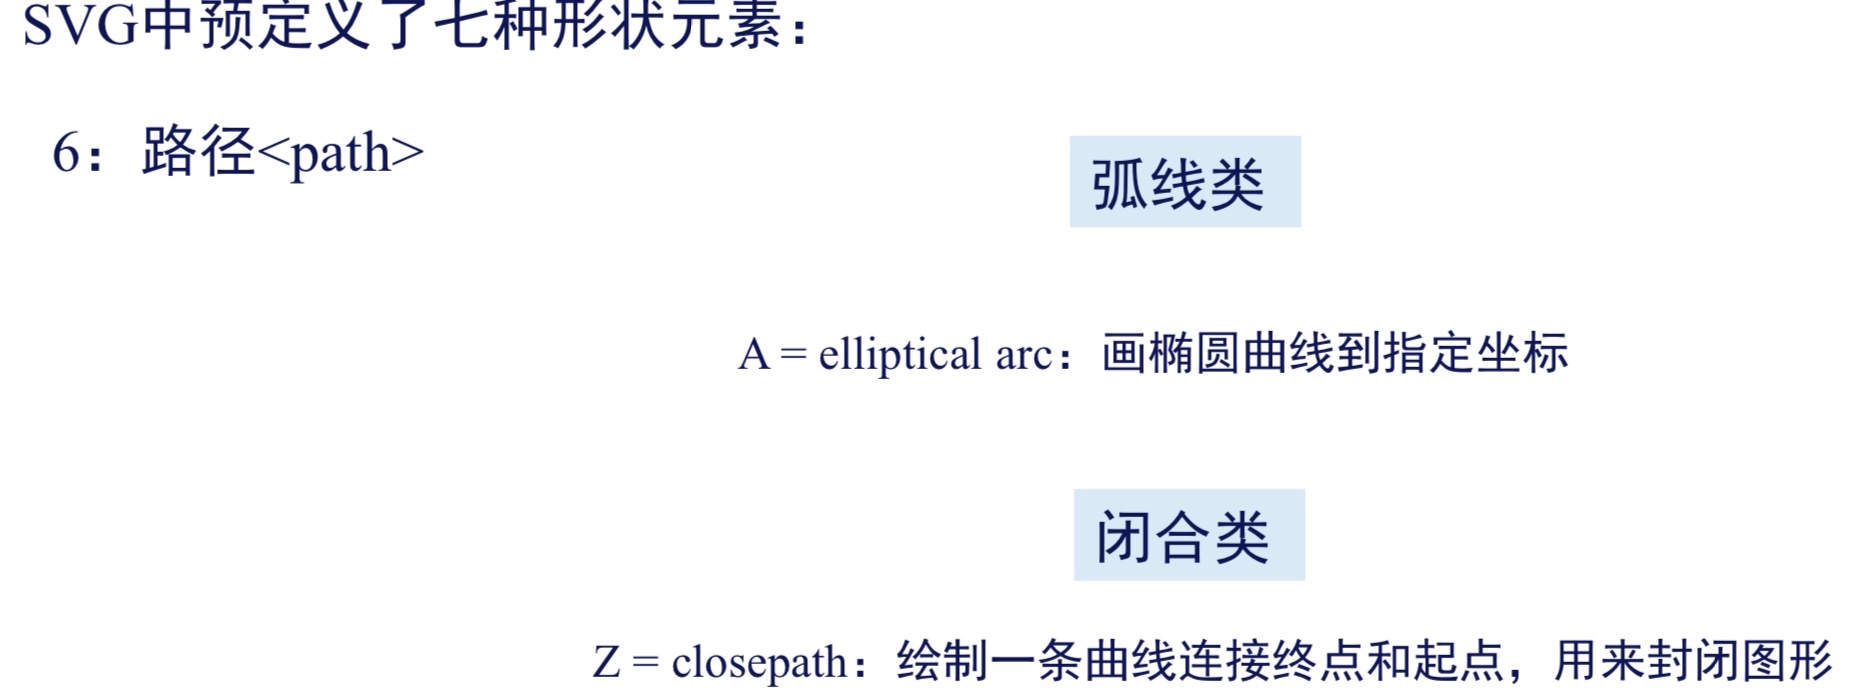 SVG中预定义了七种形状元素：
6：路径<path>
弧线类
A = elliptical arc：画椭圆曲线到指定坐标
闭合类
Z = closepath：绘制一条曲线连接终点和起点，用来封闭图形